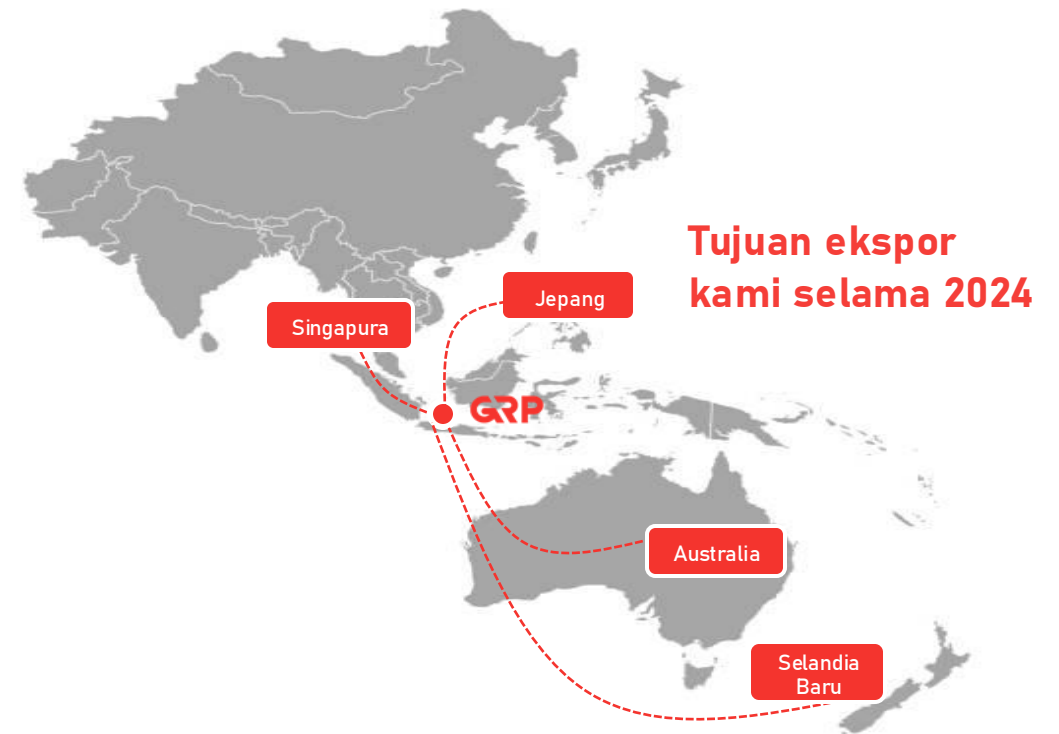 Tujuan ekspor
kami selama 2024
Jepang
Singapura
GRP
Australia
Selandia
Baru